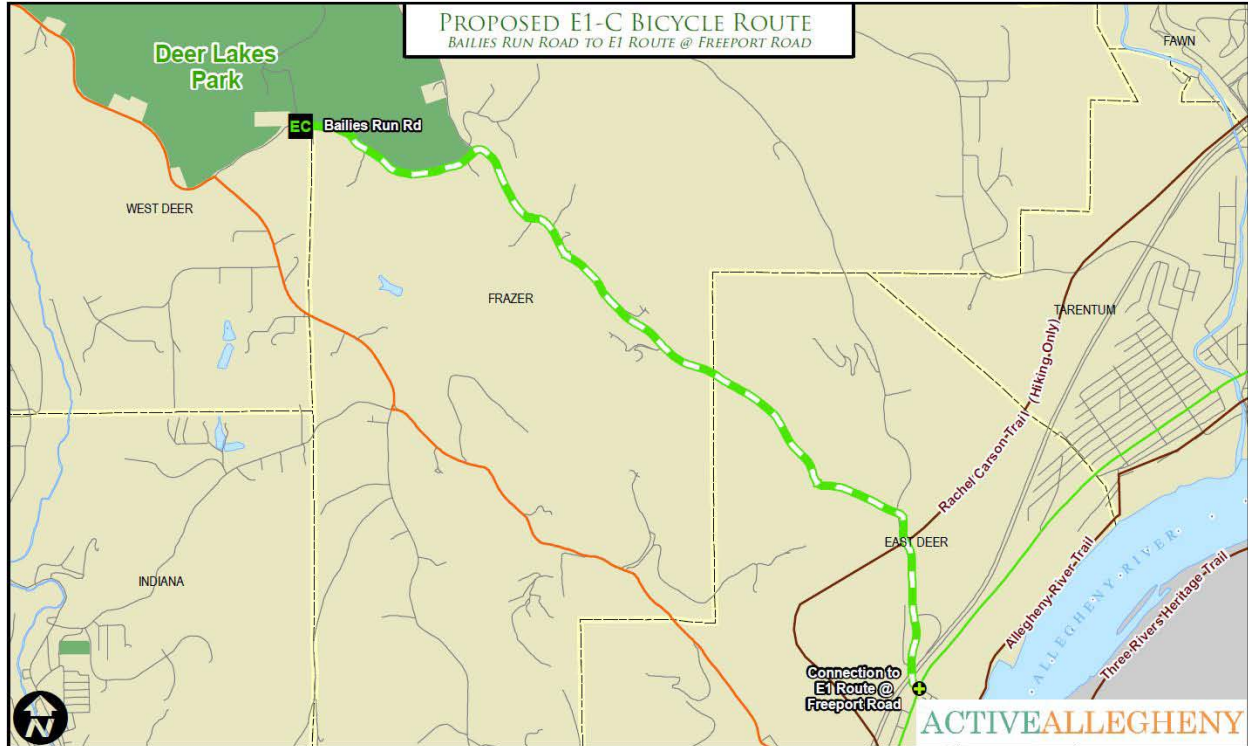 PROPOSED E1-C BICYCLE ROUTE
BAILIES RUN ROAD TO E1 ROUTE @ FREEPORT ROAD
FAWN
Deer Lakes
Park
EC
Bailies Run Rd
WEST DEER
FRAZER
TARENTUM
Rachel Carson Trail (Hiking Only)
EAST DEER
INDIANA
Allegheny River Trail
ALLEGHENY RIVER
Three Rivers Heritage Trail
Connection to
E1 Route @
Freeport Road
N
ACTIVEALLEGHENY